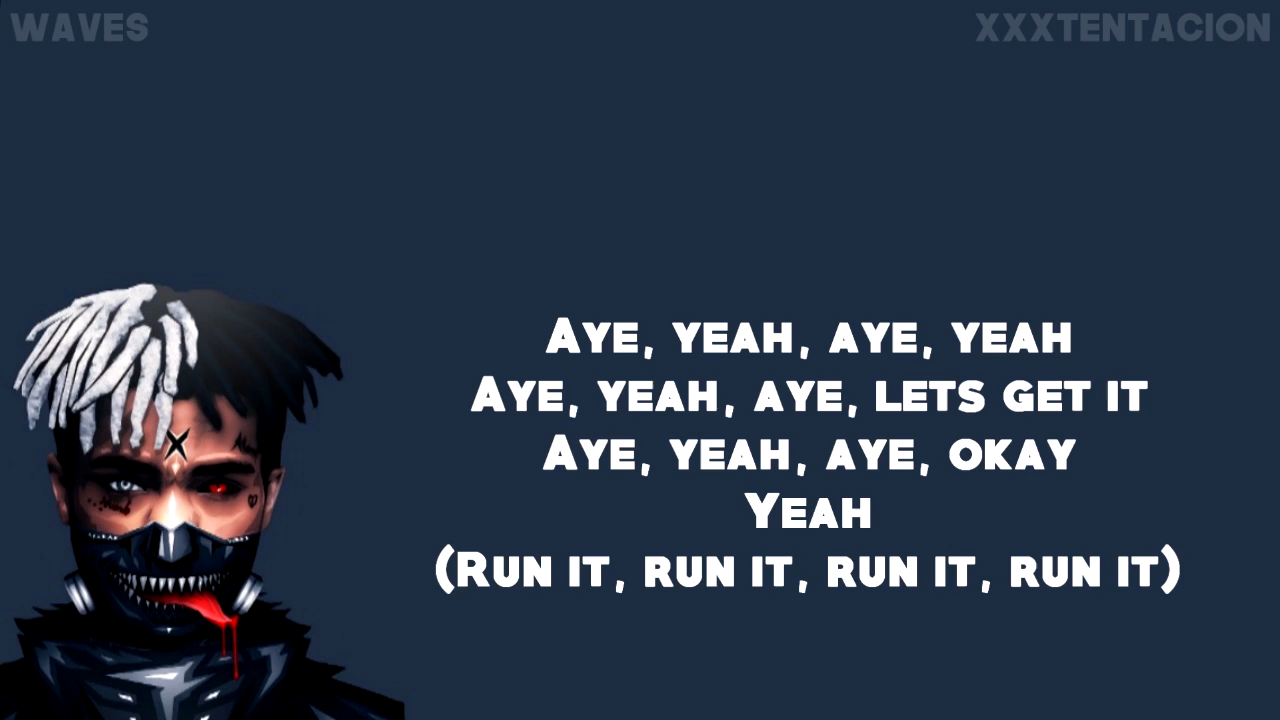 WAVES
XXXTENTACION
Aye, yeah, aye, yeah
Aye, yeah, aye, lets get it
Aye, yeah, aye, okay
Yeah
(Run it, run it, run it, run it)